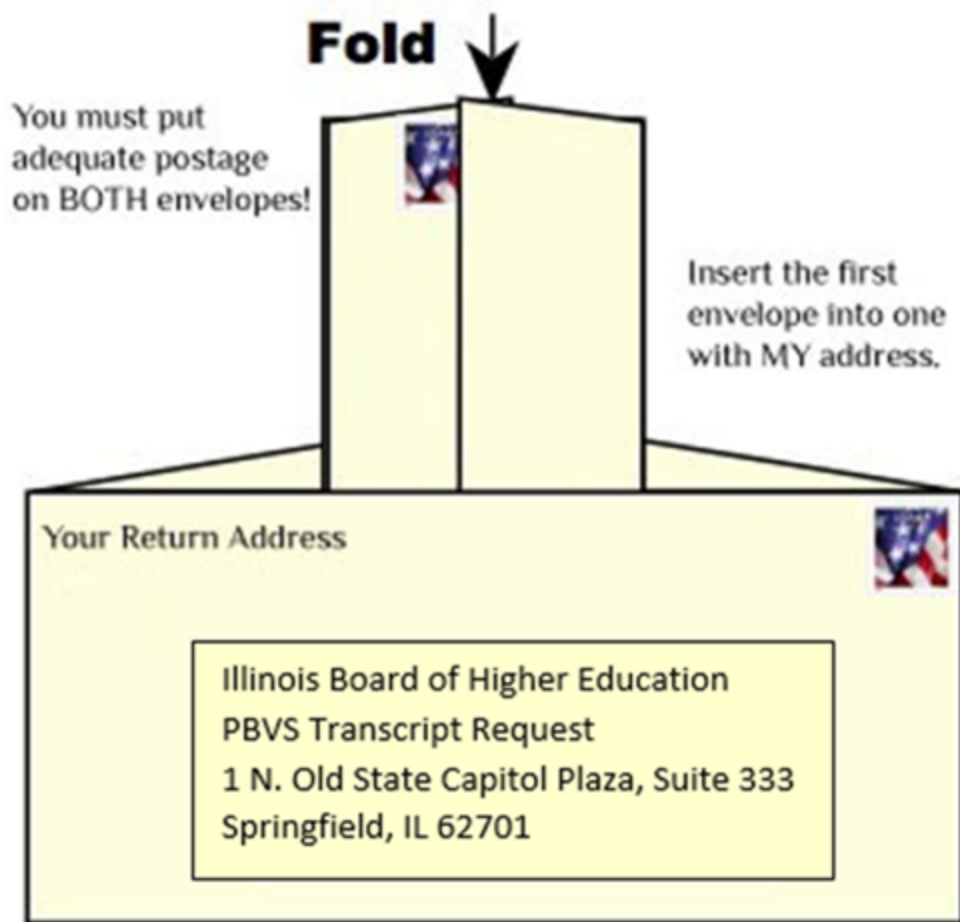 Fold
You must put
adequate postage
on BOTH envelopes!
Insert the first
envelope into one
with MY address.
Your Return Address
Illinois Board of Higher Education
PBVS Transcript Request
1 N. Old State Capitol Plaza, Suite 333
Springfield, IL 62701